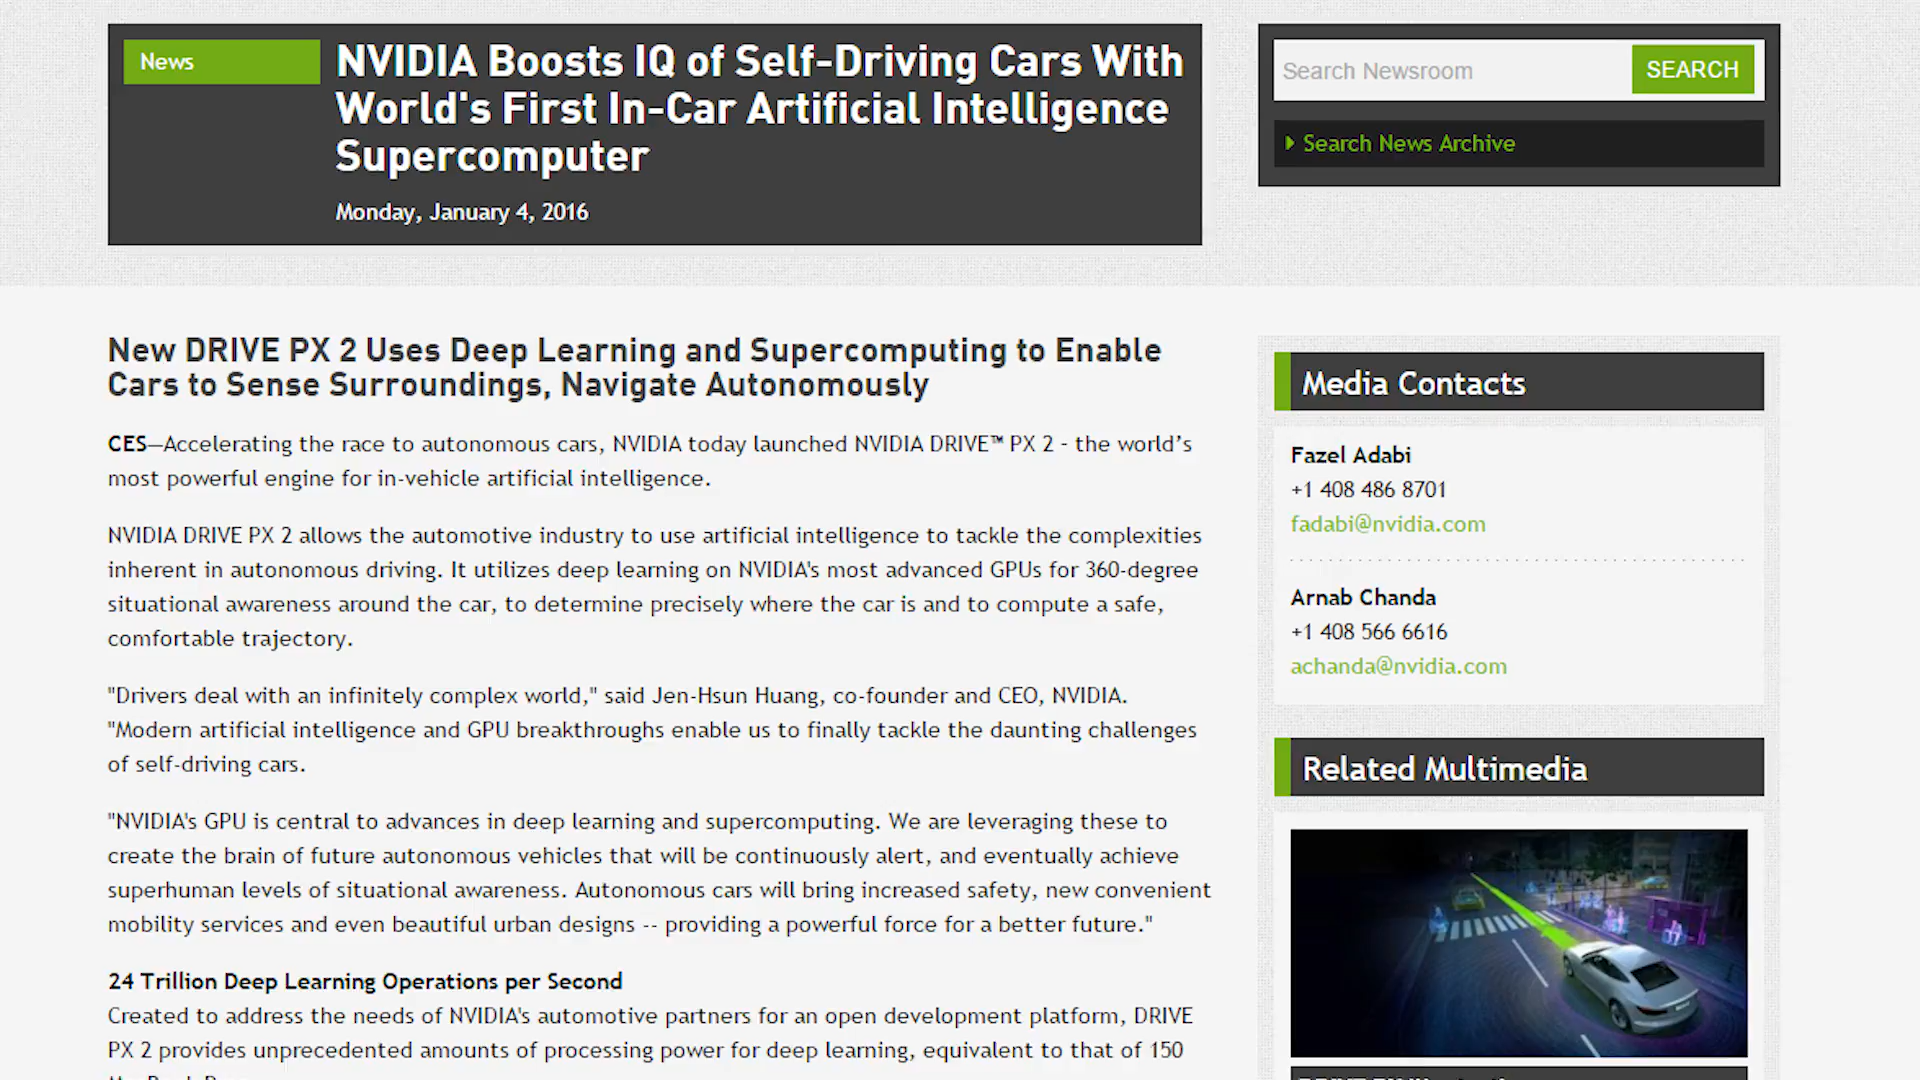 News
NVIDIA Boosts IQ of Self-Driving Cars With
World's First In-Car Artificial Intelligence
Supercomputer
Monday, January 4, 2016
Search Newsroom
SEARCH
Search News Archive
New DRIVE PX 2 Uses Deep Learning and Supercomputing to Enable
Cars to Sense Surroundings, Navigate Autonomously
CES—Accelerating the race to autonomous cars, NVIDIA today launched NVIDIA DRIVE™ PX 2 - the world’s
most powerful engine for in-vehicle artificial intelligence.
NVIDIA DRIVE PX 2 allows the automotive industry to use artificial intelligence to tackle the complexities
inherent in autonomous driving. It utilizes deep learning on NVIDIA's most advanced GPUs for 360-degree
situational awareness around the car, to determine precisely where the car is and to compute a safe,
comfortable trajectory.
"Drivers deal with an infinitely complex world," said Jen-Hsun Huang, co-founder and CEO, NVIDIA.
"Modern artificial intelligence and GPU breakthroughs enable us to finally tackle the daunting challenges
of self-driving cars.
"NVIDIA's GPU is central to advances in deep learning and supercomputing. We are leveraging these to
create the brain of future autonomous vehicles that will be continuously alert, and eventually achieve
superhuman levels of situational awareness. Autonomous cars will bring increased safety, new convenient
mobility services and even beautiful urban designs -- providing a powerful force for a better future."
24 Trillion Deep Learning Operations per Second
Created to address the needs of NVIDIA's automotive partners for an open development platform, DRIVE
PX 2 provides unprecedented amounts of processing power for deep learning, equivalent to that of 150
Media Contacts
Fazel Adabi
+1 408 486 8701
fadabi@nvidia.com
Arnab Chanda
+1 408 566 6616
achanda@nvidia.com
Related Multimedia